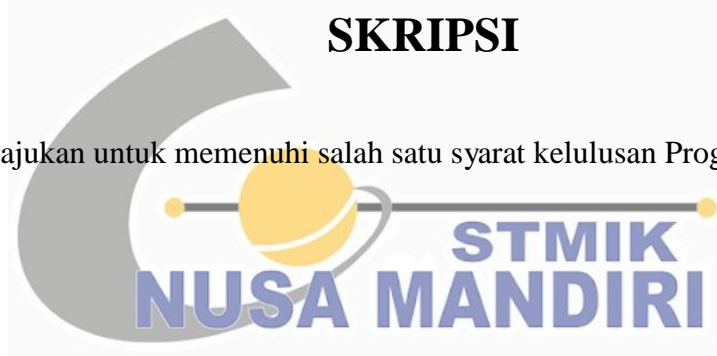 SKRIPSI
ajukan untuk memenuhi salah satu syarat kelulusan Prog
STMIK
NUSA MANDIRI